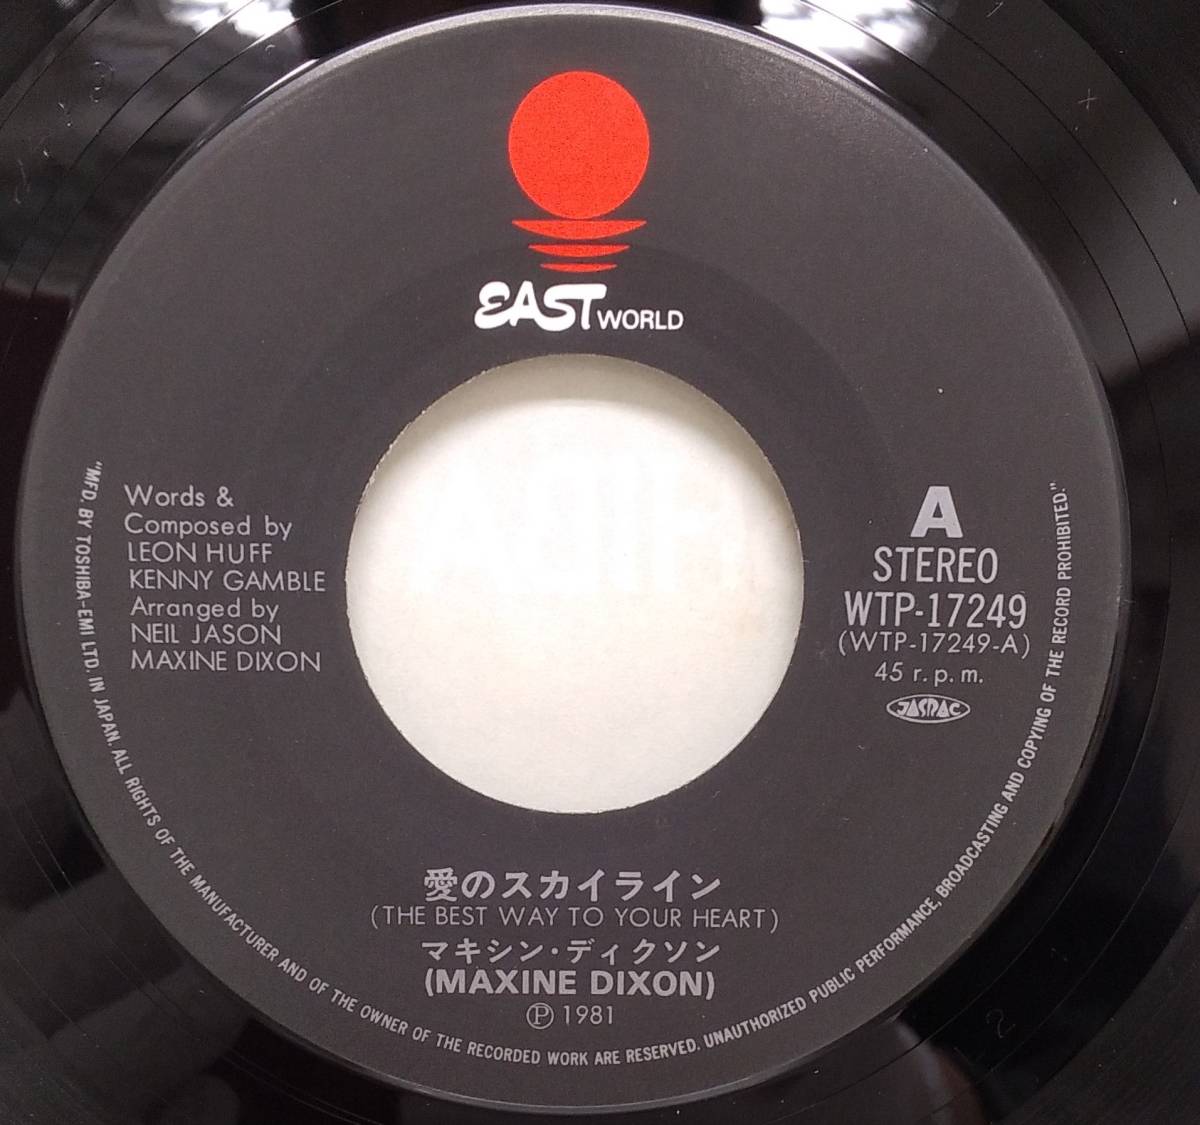 EAST WORLD
Words &
Composed by
LEON HUFF
KENNY GAMBLE
Arranged by
NEIL JASON
MAXINE DIXON
A
STEREO
WTP-17249
(WTP-17249-A)
45 r.p.m.
JASRAC
愛のスカイライン
(THE BEST WAY TO YOUR HEART)
マキシン・ディクソン
(MAXINE DIXON)
Ⓟ 1981
"MFD. BY TOSHIBA-EMI LTD. IN JAPAN. ALL RIGHTS OF THE MANUFACTURER AND OF THE OWNER OF THE RECORDED WORK ARE RESERVED. UNAUTHORIZED PUBLIC PERFORMANCE, BROADCASTING AND COPYING OF THE RECORD PROHIBITED."